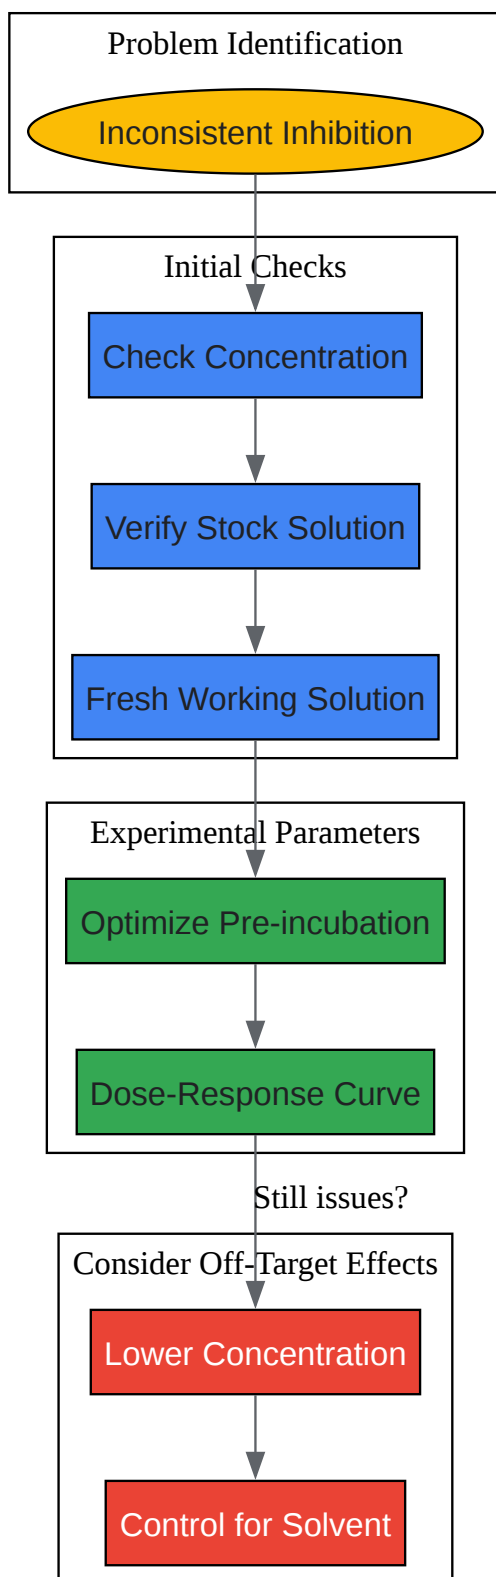 Problem Identification
Inconsistent Inhibition
Initial Checks
Check Concentration
Verify Stock Solution
Fresh Working Solution
Experimental Parameters
Optimize Pre-incubation
Dose-Response Curve
Still issues?
Consider Off-Target Effects
Lower Concentration
Control for Solvent